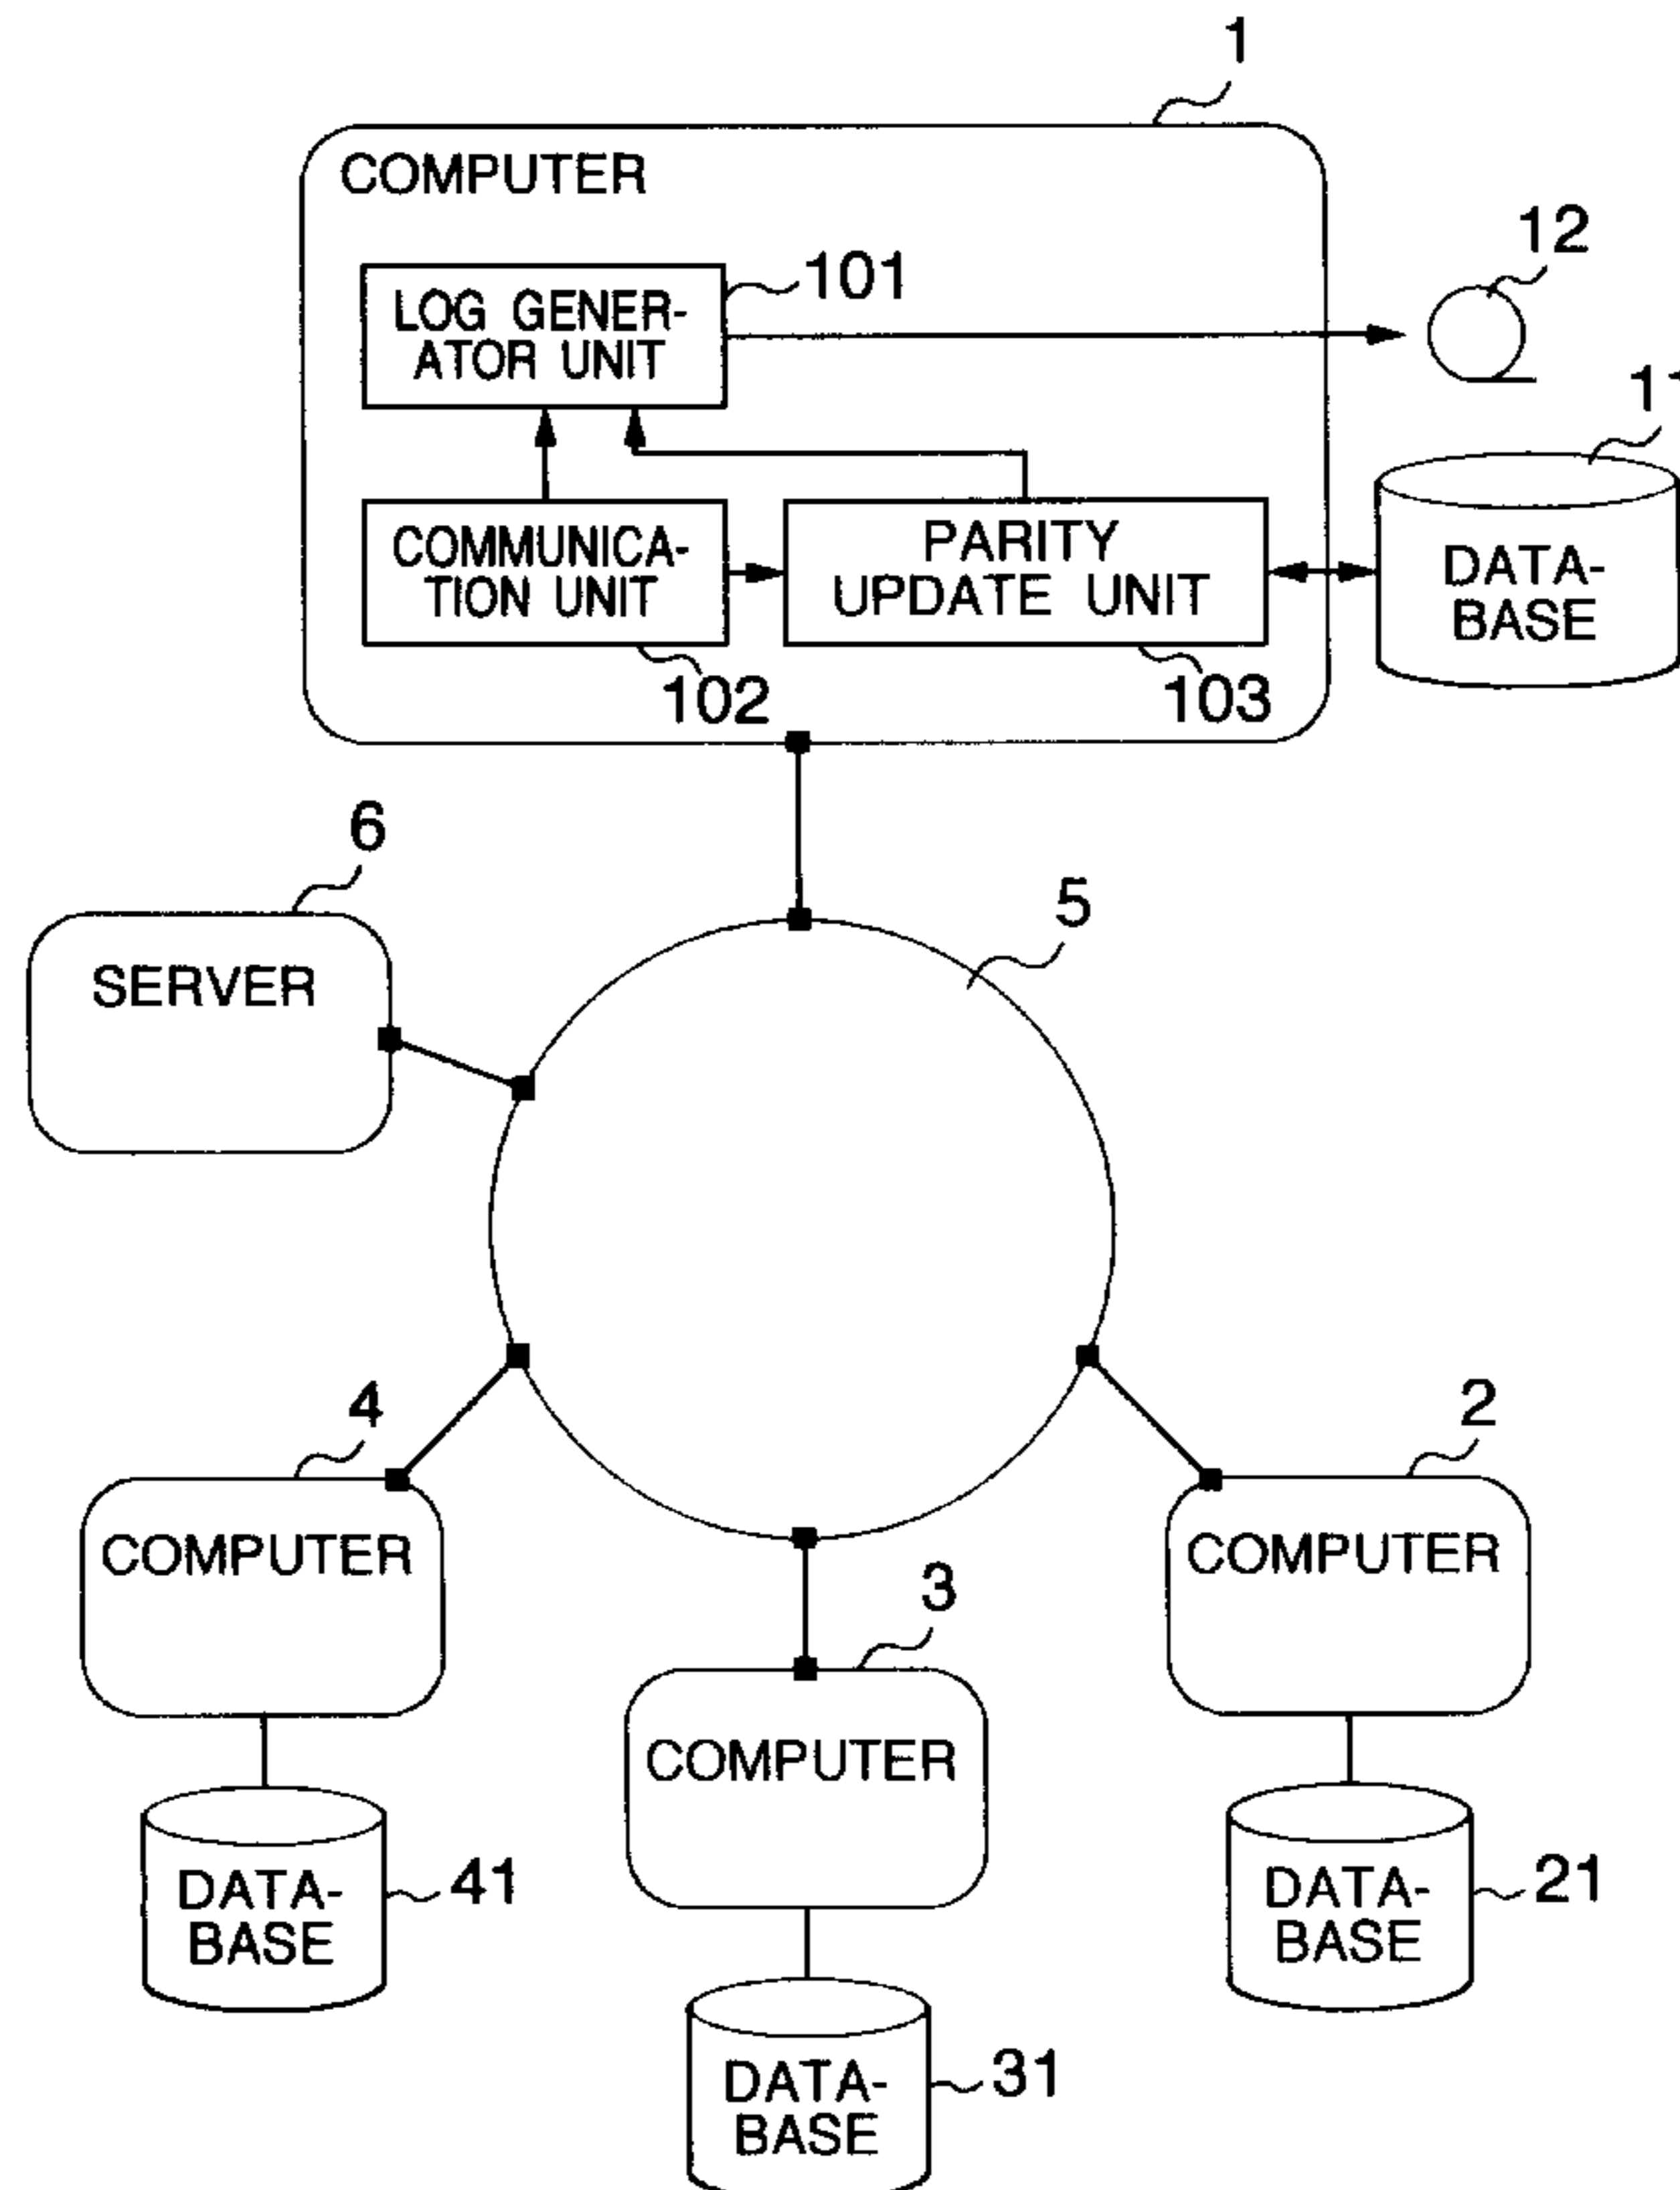 1
COMPUTER
12
101
LOG GENER-
ATOR UNIT
11
COMMUNICA-
TION UNIT
PARITY
UPDATE UNIT
DATA-
BASE
102
103
6
5
SERVER
4
2
COMPUTER
COMPUTER
3
COMPUTER
DATA-
BASE
41
DATA-
BASE
21
DATA-
BASE
31